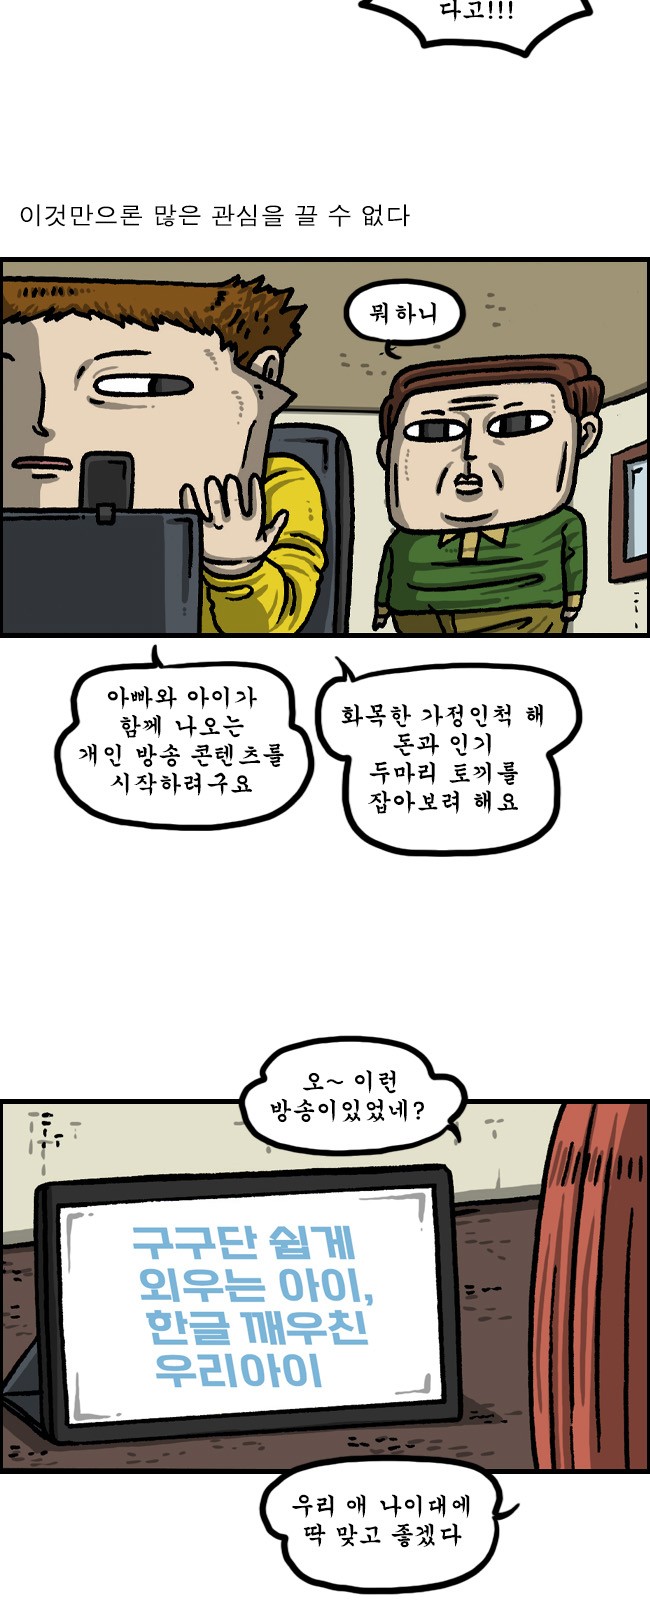 다고!!!
이것만으론 많은 관심을 끌 수 없다
뭐하니
아빠와 아이가
함께 나오는
개인 방송 콘텐츠를
시작하려구요
화목한 가정인척 해
돈과 인기
두마리 토끼를
잡아보려 해요
오~ 이런
방송이있었네?
구구단 쉽게
외우는 아이,
한글 깨우친
우리아이
우리 애 나이대에
딱 맞고 좋겠다